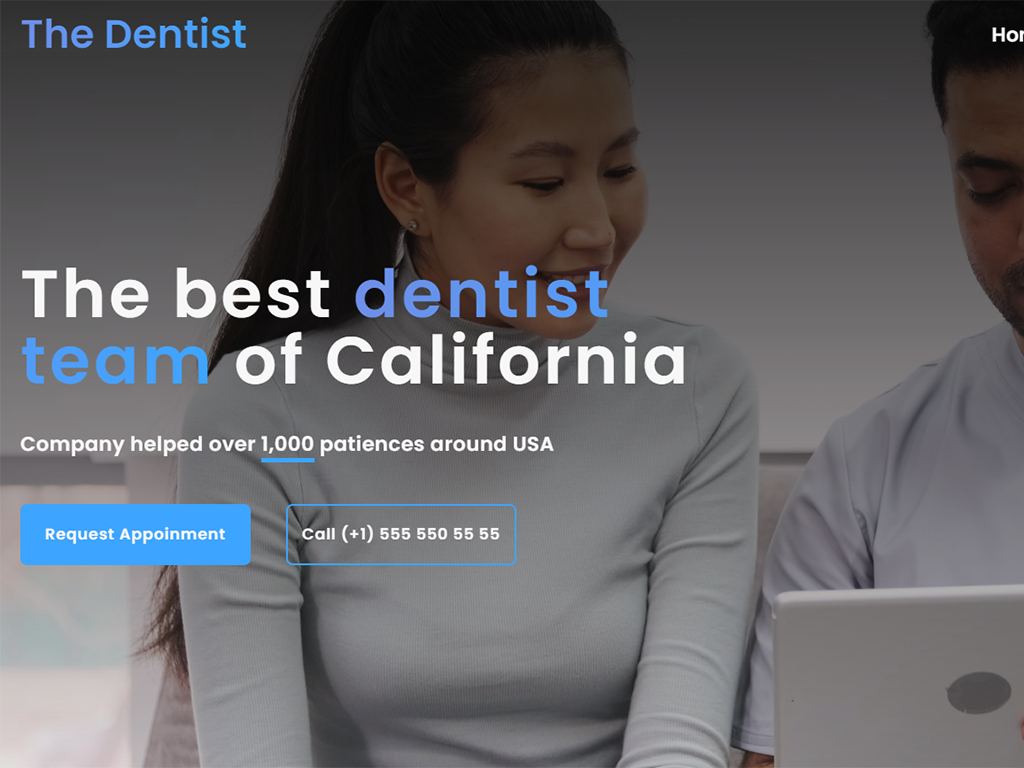 The Dentist
Hor
The best dentist
team of California
Company helped over 1,000 patiences around USA
Request Appoinment
Call (+1) 555 550 55 55